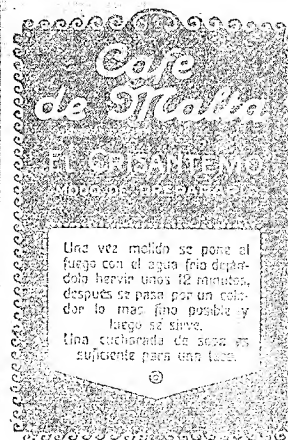 Café
de Malta
EL CRISANTEMO
MODO DE PREPARARLO
Una vez molido se pone al
fuego con el agua fria deján-
dola hervir unos 12 minutos,
después se pasa por un cola-
dor lo mas fino posible y
luego se sirve.
Una cucharada de sopa es
suficiente para una taza.